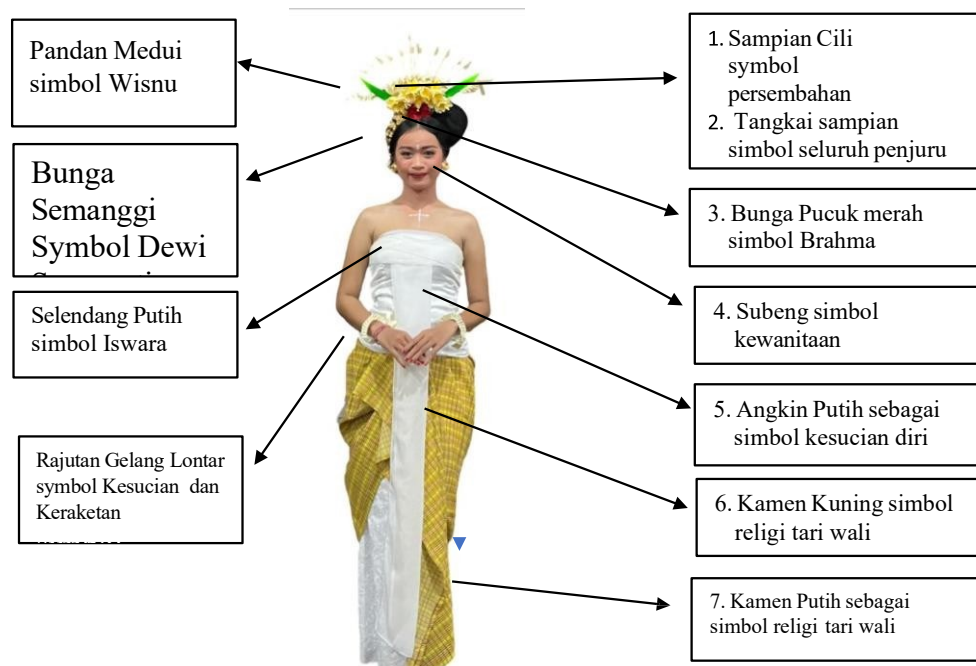 Pandan Medui
simbol Wisnu
Bunga
Semanggi
Symbol Dewi
Selendang Putih
simbol Iswara
Rajutan Gelang Lontar
symbol Kesucian dan
Keraketan
1. Sampian Cili
symbol
persembahan
2. Tangkai sampian
simbol seluruh penjuru
3. Bunga Pucuk merah
simbol Brahma
4. Subeng simbol
kewanitaan
5. Angkin Putih sebagai
simbol kesucian diri
6. Kamen Kuning simbol
religi tari wali
7. Kamen Putih sebagai
simbol religi tari wali